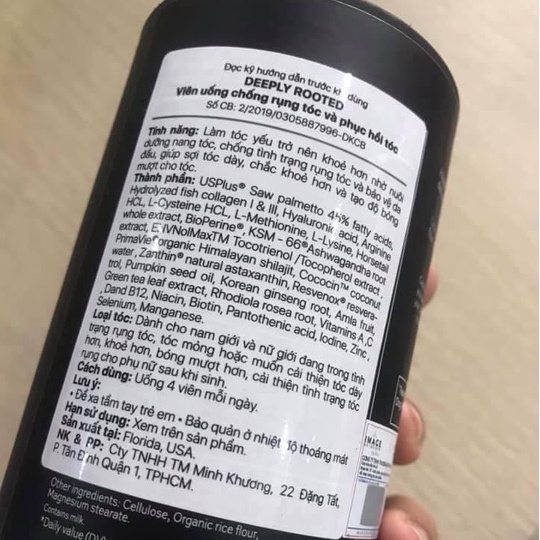 Đọc kỹ hướng dẫn trước khi dùng
DEEPLY ROOTED
Viên uống chống rụng tóc và phục hồi tóc
Số CB: 2/2019/0305887996-DKCB
Tính năng: Làm tóc yếu trở nên khoẻ hơn nhờ nuôi
dưỡng nang tóc, chống tình trạng rụng tóc và bảo vệ da
đầu, giúp sợi tóc dày, chắc khoẻ hơn và tạo độ bóng
mượt cho tóc.
Thành phần: USPlus® Saw palmetto 44% fatty acids,
Hydrolyzed fish collagen I & III, Hyaluronic acid, Arginine
HCL, L-Cysteine HCL, L-Methionine, L-Lysine, Horsetail
whole extract, BioPerine®, KSM - 66®Ashwagandha root
extract, EVNolMaxTM Tocotrienol /Tocopherol extract,
PrimaVie®organic Himalayan shilajit, Cococin™ coconut
water, Zanthin® natural astaxanthin, Resvenox® resvera-
trol, Pumpkin seed oil, Korean ginseng root, Amla fruit,
Green tea leaf extract, Rhodiola rosea root, Vitamins A ,C
, Dand B12, Niacin, Biotin, Pantothenic acid, Iodine, Zinc ,
Selenium, Manganese.
Loại tóc: Dành cho nam giới và nữ giới đang trong tình
trạng rụng tóc, tóc mỏng hoặc muốn cải thiện tóc dày
hơn, khoẻ hơn, bóng mượt hơn, cải thiện tình trạng tóc
rụng cho phụ nữ sau khi sinh.
Cách dùng: Uống 4 viên mỗi ngày.
Lưu ý:
• Để xa tầm tay trẻ em • Bảo quản ở nhiệt độ thoáng mát
Hạn sử dụng: Xem trên sản phẩm.
Sản xuất tại: Florida, USA.
NK & PP: Cty TNHH TM Minh Khương, 22 Đặng Tất,
P. Tân Định Quận 1, TPHCM.
Other ingredients: Cellulose, Organic rice flour,
Magnesium stearate.
Contains milk.
*Daily value